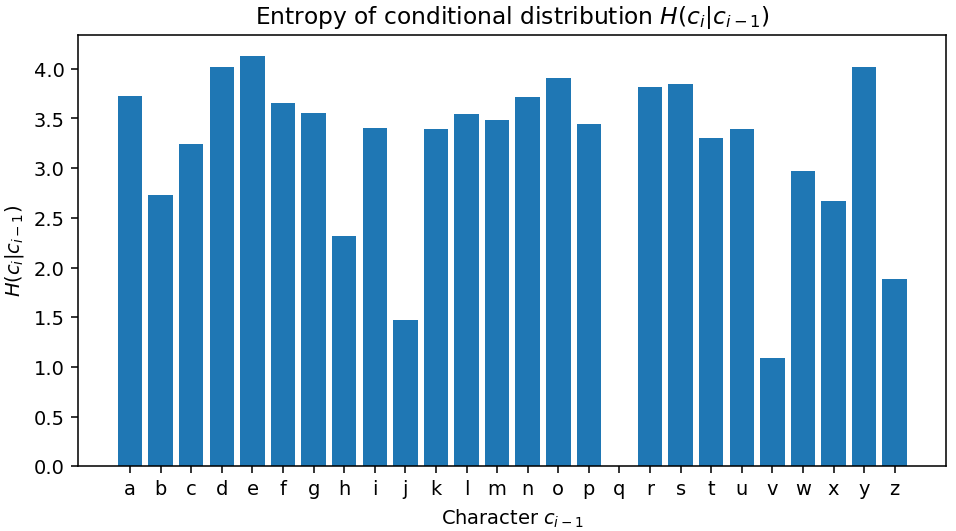 Entropy of conditional distribution H(c_i|c_{i−1})
H(c_i|c_{i−1})
4.0
3.5
3.0
2.5
2.0
1.5
1.0
0.5
0.0
a b c d e f g h i j k l m n o p q r s t u v w x y z
Character c_{i−1}